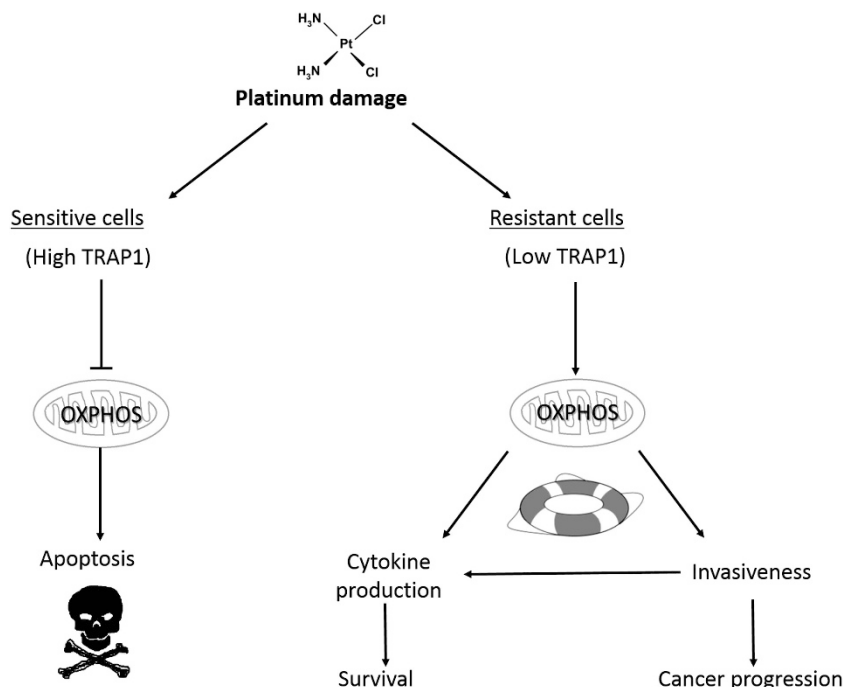 H₃N Cl
Pt
H₃N Cl
Platinum damage
Sensitive cells
(High TRAP1)
OXPHOS
Apoptosis
Resistant cells
(Low TRAP1)
OXPHOS
Cytokine
production
Invasiveness
Survival
Cancer progression